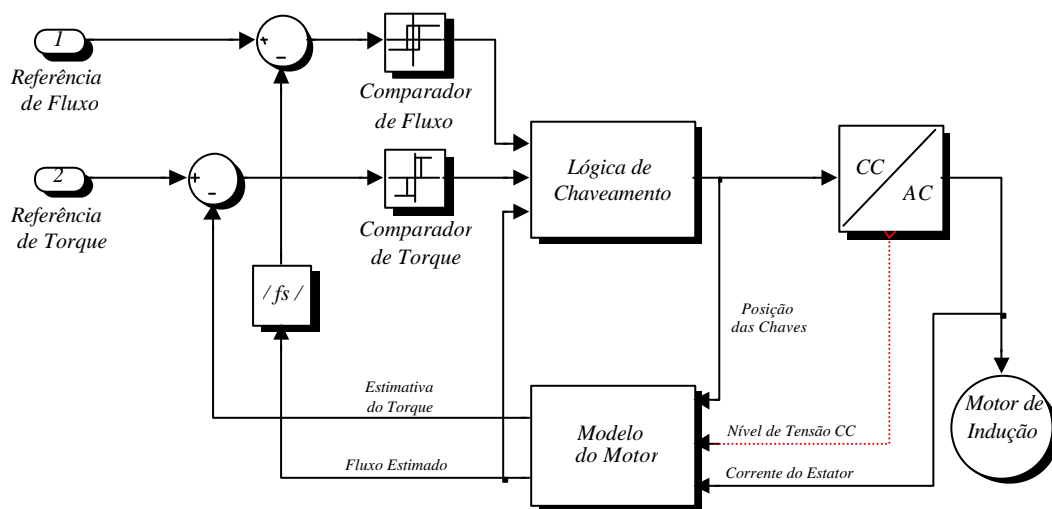 1
+
-
Referência
de Fluxo
Comparador
de Fluxo
2
+
-
Referência
de Torque
Comparador
de Torque
Lógica de
Chaveamento
CC
AC
/ fs /
Posição
das Chaves
Estimativa
do Torque
Fluxo Estimado
Modelo
do Motor
Nível de Tensão CC
Corrente do Estator
Motor de
Indução